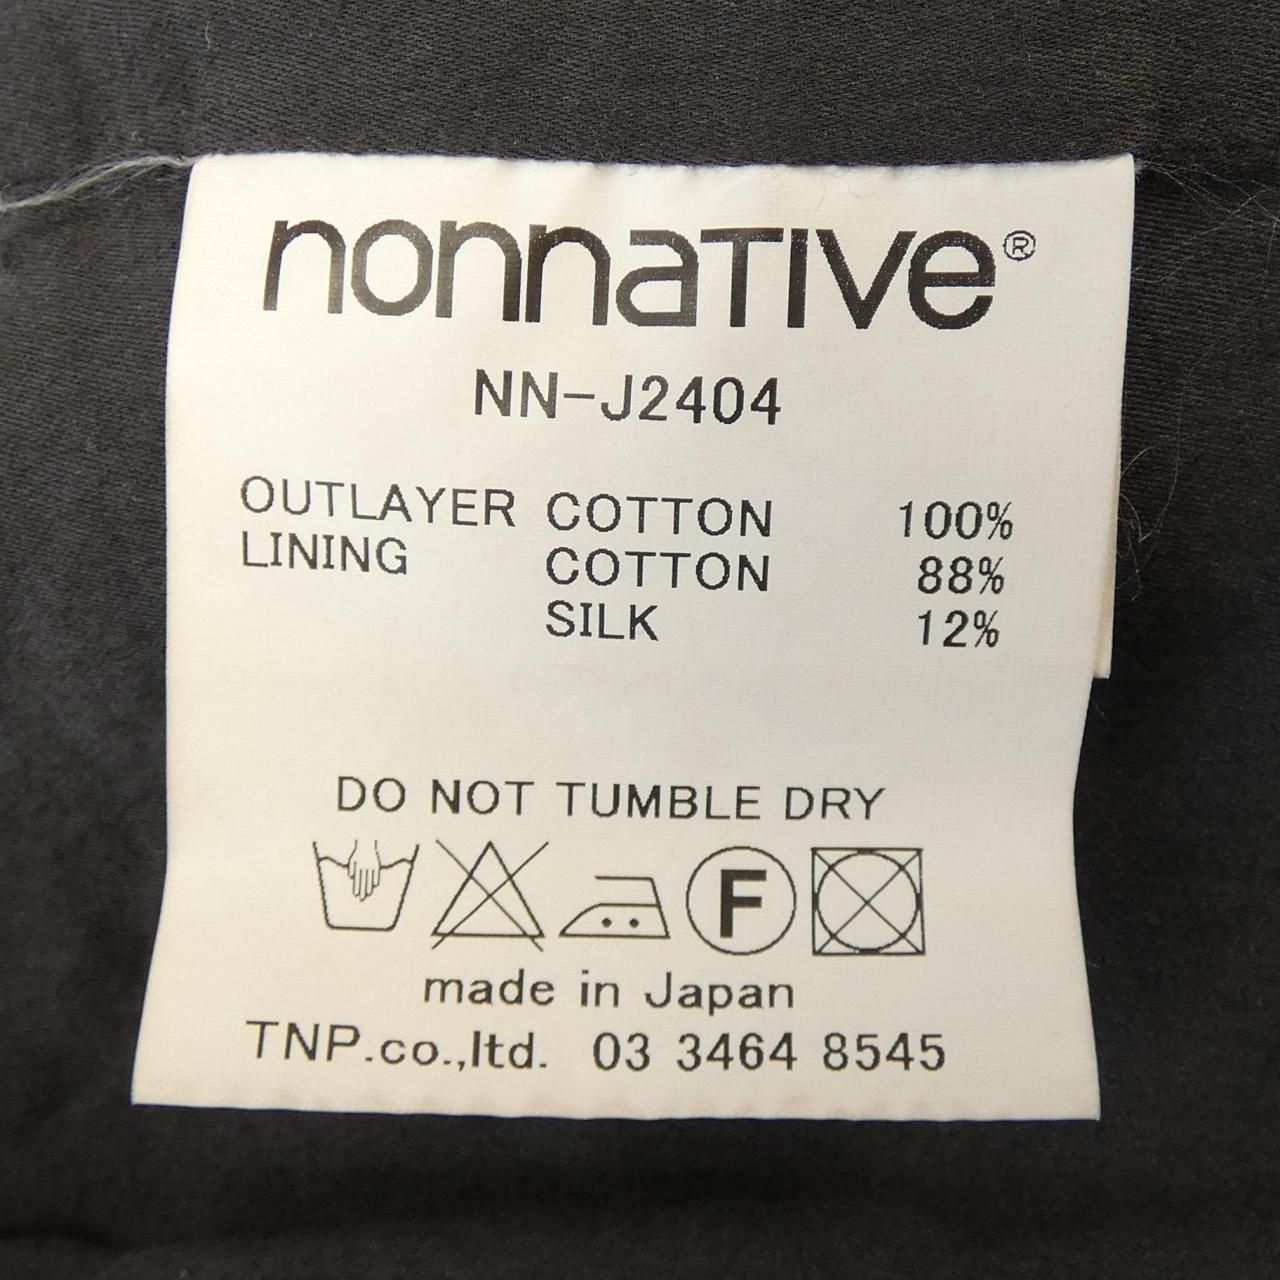 nonnaTIVe®
NN-J2404
OUTLAYER COTTON 100%
LINING COTTON 88%
SILK 12%
DO NOT TUMBLE DRY
F
made in Japan
TNP.co.,ltd. 03 3464 8545